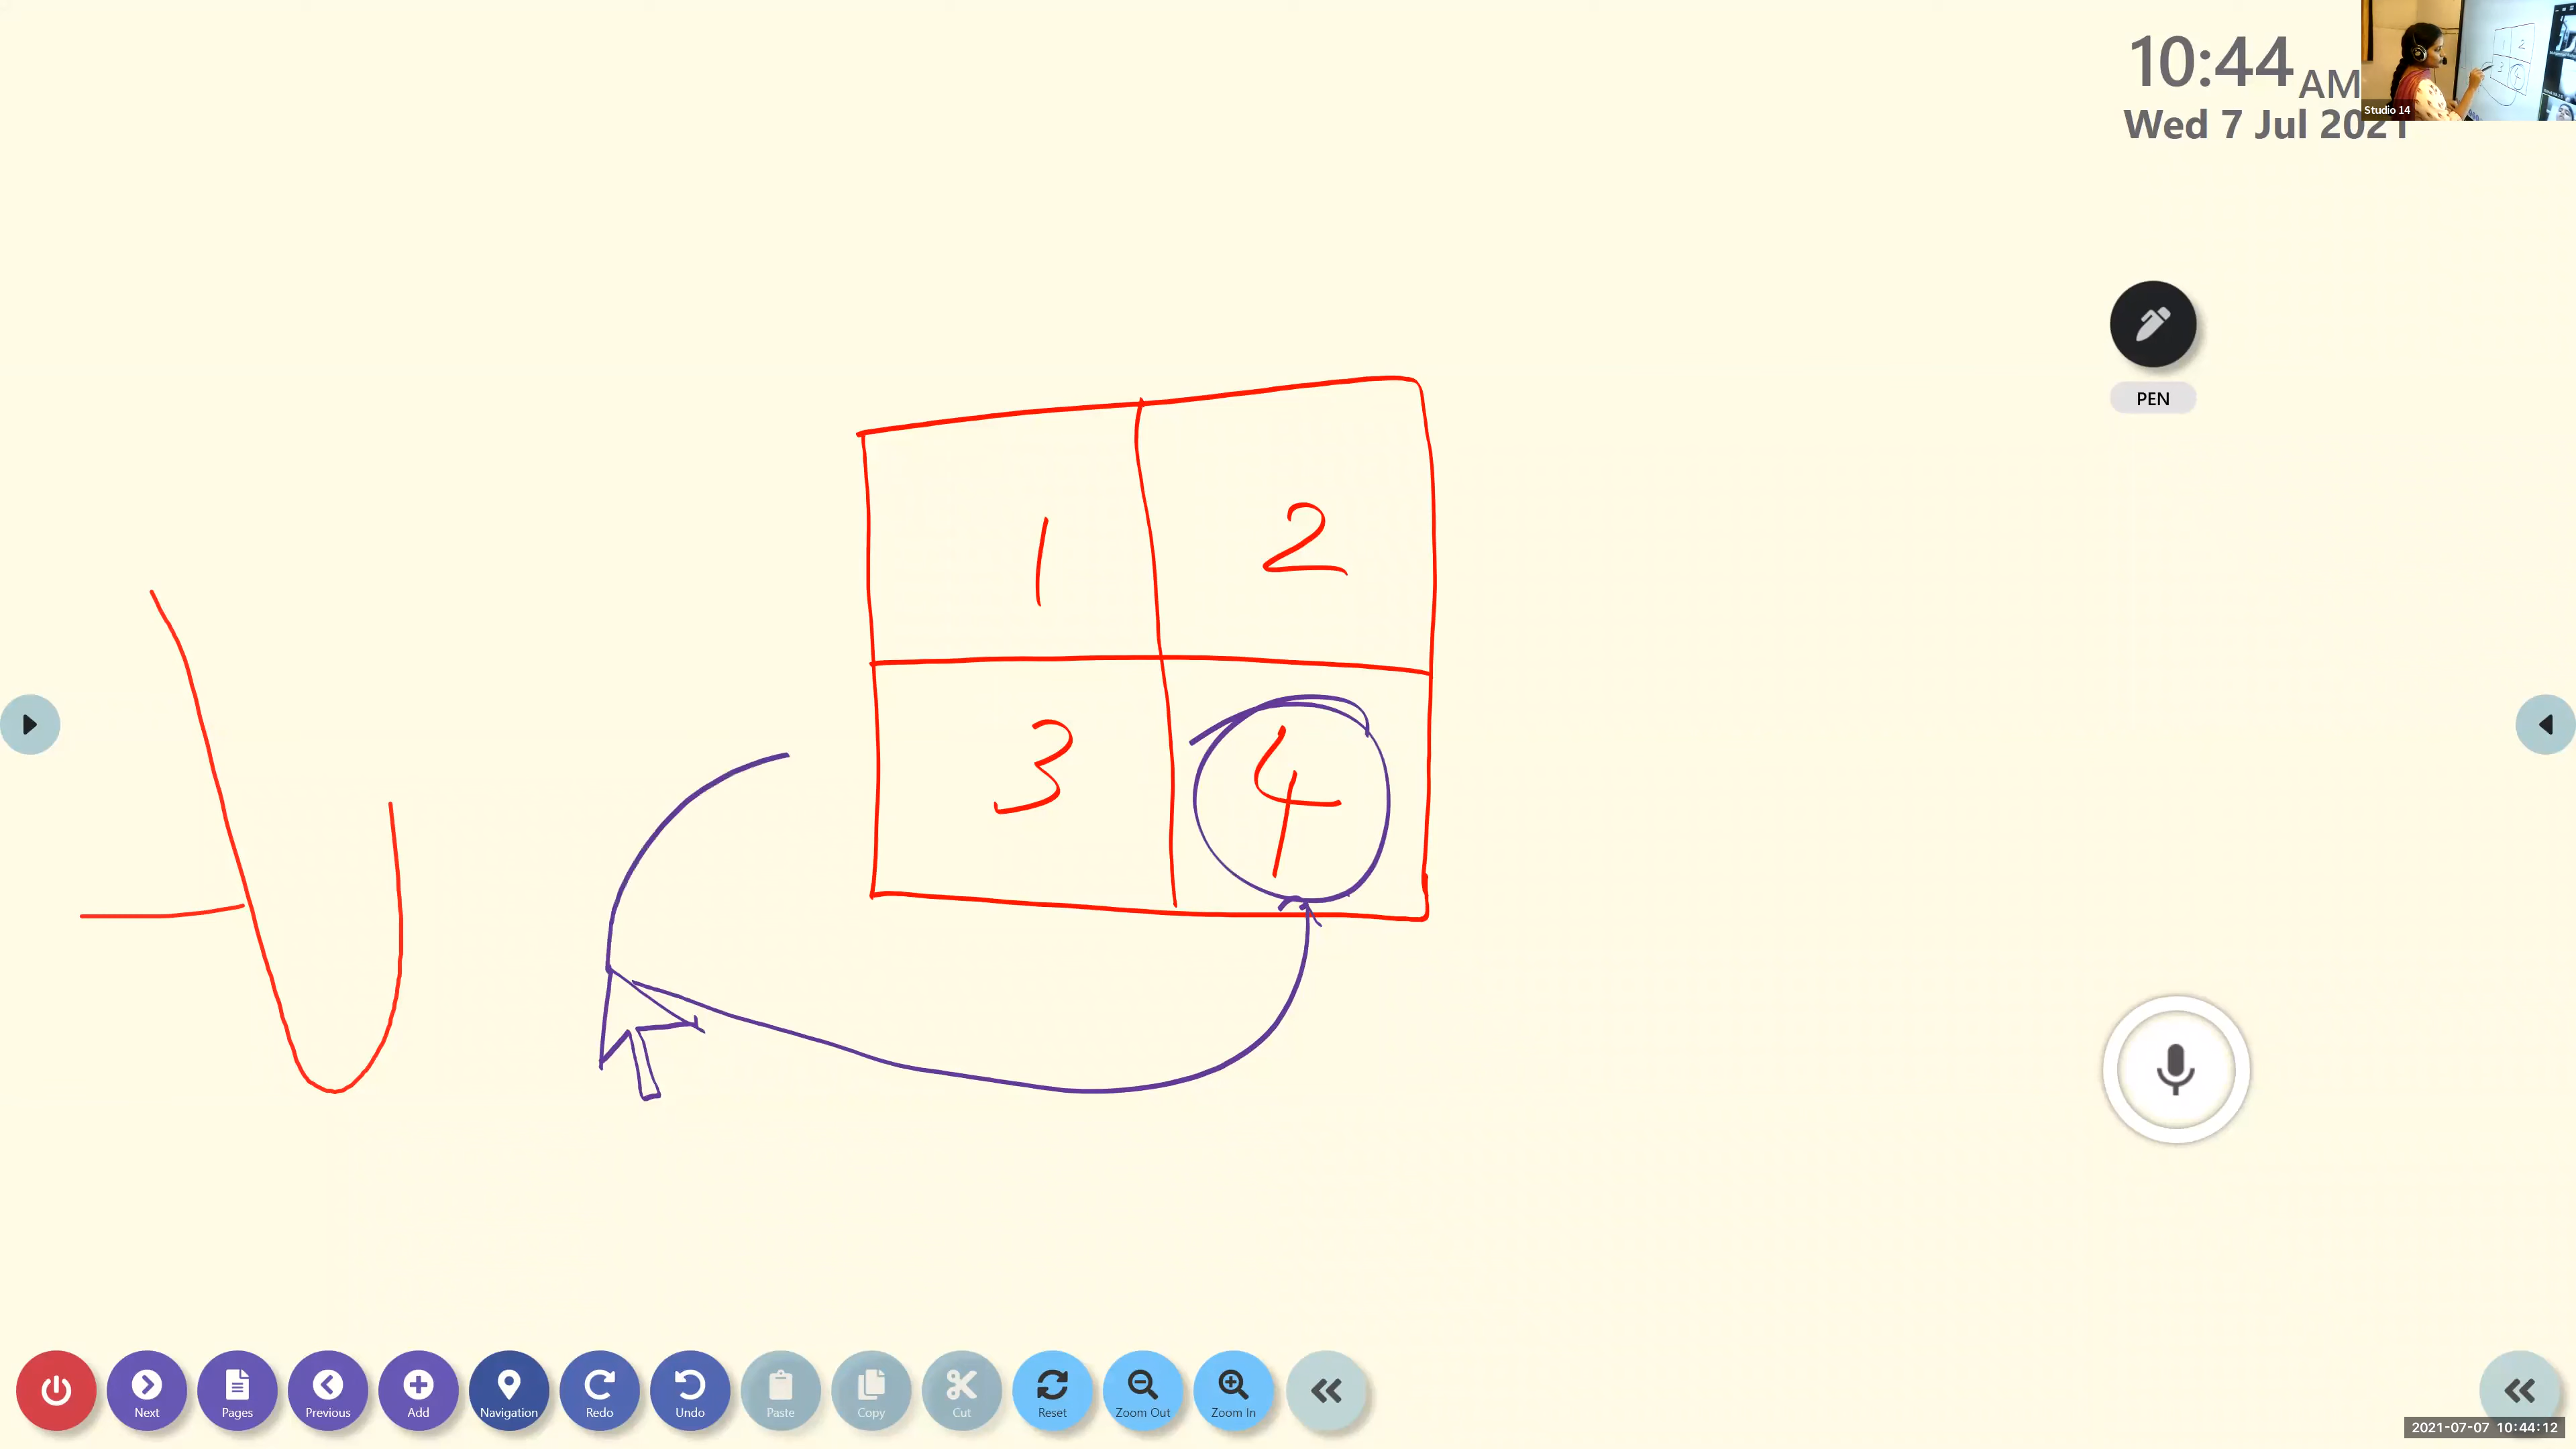 10:44 AM
Wed 7 Jul 2021
Studio 14
PEN
1 2
3 4
Next
Pages
Previous
Add
Navigation
Redo
Undo
Paste
Copy
Cut
Reset
Zoom Out
Zoom In
2021-07-07 10:44:12